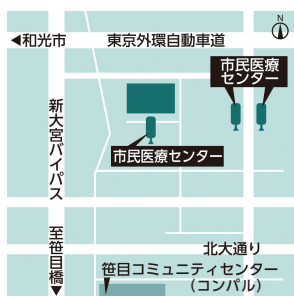 N
◀和光市
東京外環自動車道
市民医療
センター
新大宮バイパス
市民医療センター
至笹目橋▼
北大通り
笹目コミュニティセンター
（コンパル）